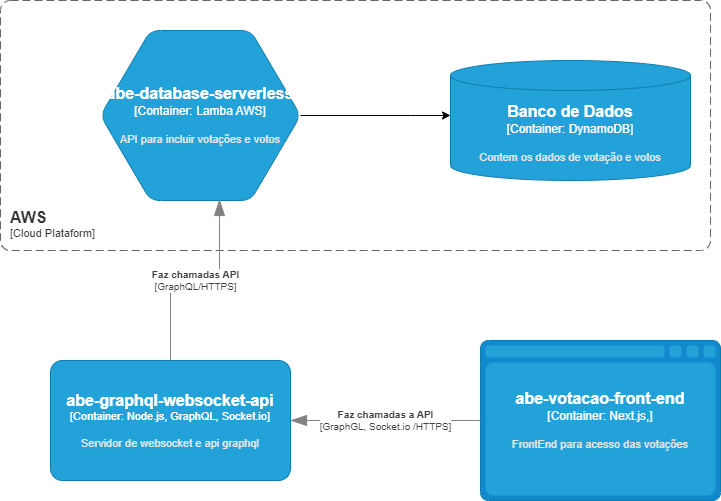 abe-database-serverless
[Container: Lamba AWS]
API para incluir votações e votos
Banco de Dados
[Container: DynamoDB]
Contem os dados de votação e votos
AWS
[Cloud Plataform]
Faz chamadas API
[GraphQL/HTTPS]
abe-graphql-websocket-api
[Container: Node.js, GraphQL, Socket.io]
Servidor de websocket e api graphql
Faz chamadas a API
[GraphGL, Socket.io /HTTPS]
abe-votacao-front-end
[Container: Next.js,]
FrontEnd para acesso das votações